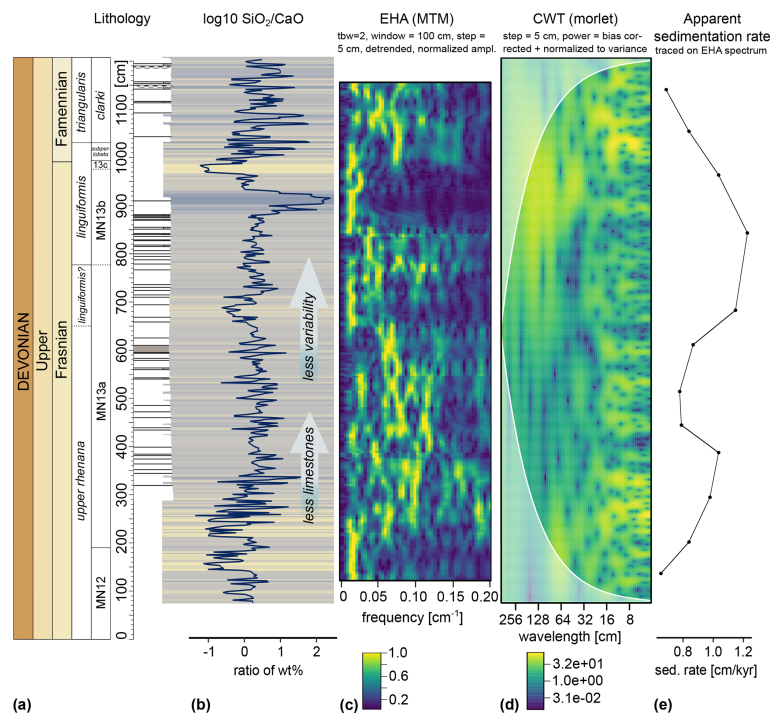 Lithology
log10 SiO₂/CaO
EHA (MTM)
tbw=2, window = 100 cm, step =
5 cm, detrended, normalized ampl.
CWT (morlet)
step = 5 cm, power = bias cor-
rected + normalized to variance
Apparent
sedimentation rate
traced on EHA spectrum
DEVONIAN
Upper
Famennian
Frasnian
triangularis
linguiformis
linguiformis?
upper rhenana
clarki
subper-
lobata
13c
MN13b
MN13a
MN12
[cm]
1100
1000
900
800
700
600
500
400
300
200
100
0
less variability
less limestones
-1 0 1 2
ratio of wt%
0 0.05 0.10 0.15 0.20
frequency [cm⁻¹]
256 128 64 32 16 8
wavelength [cm]
0.8 1.0 1.2
sed. rate [cm/kyr]
1.0
0.8
0.6
0.4
0.2
3.2e+01
1.0e+00
3.1e-02
(a) (b) (c) (d) (e)